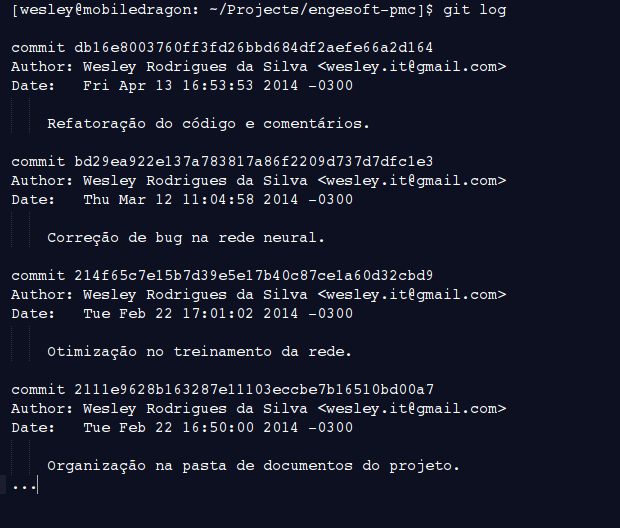 [wesley@mobiledragon: ~/Projects/engesoft-pmc]$ git log
commit db16e8003760ff3fd26bbd684df2aefe66a2d164
Author: Wesley Rodrigues da Silva <wesley.it@gmail.com>
Date:   Fri Apr 13 16:53:53 2014 -0300
Refatoração do código e comentários.
commit bd29ea922e137a783817a86f2209d737d7dfc1e3
Author: Wesley Rodrigues da Silva <wesley.it@gmail.com>
Date:   Thu Mar 12 11:04:58 2014 -0300
Correção de bug na rede neural.
commit 214f65c7e15b7d39e5e17b40c87ce1a60d32cbd9
Author: Wesley Rodrigues da Silva <wesley.it@gmail.com>
Date:   Tue Feb 22 17:01:02 2014 -0300
Otimização no treinamento da rede.
commit 2111e9628b163287e11103eccbe7b16510bd00a7
Author: Wesley Rodrigues da Silva <wesley.it@gmail.com>
Date:   Tue Feb 22 16:50:00 2014 -0300
Organização na pasta de documentos do projeto.
...